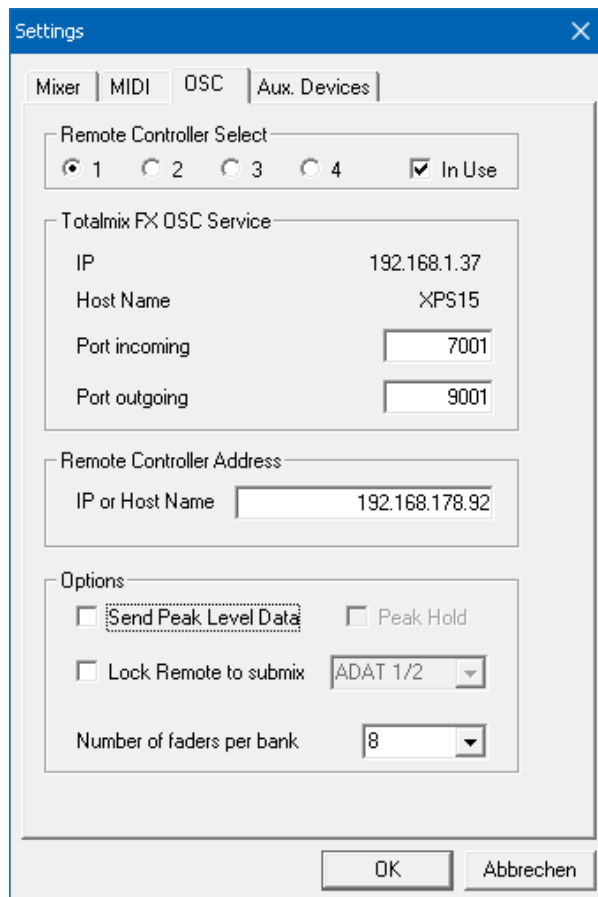 Settings
Mixer MIDI OSC Aux. Devices
Remote Controller Select
1 2 3 4 In Use
Totalmix FX OSC Service
IP 192.168.1.37
Host Name XPS15
Port incoming 7001
Port outgoing 9001
Remote Controller Address
IP or Host Name 192.168.178.92
Options
Send Peak Level Data Peak Hold
Lock Remote to submix ADAT 1/2
Number of faders per bank 8
OK Abbrechen